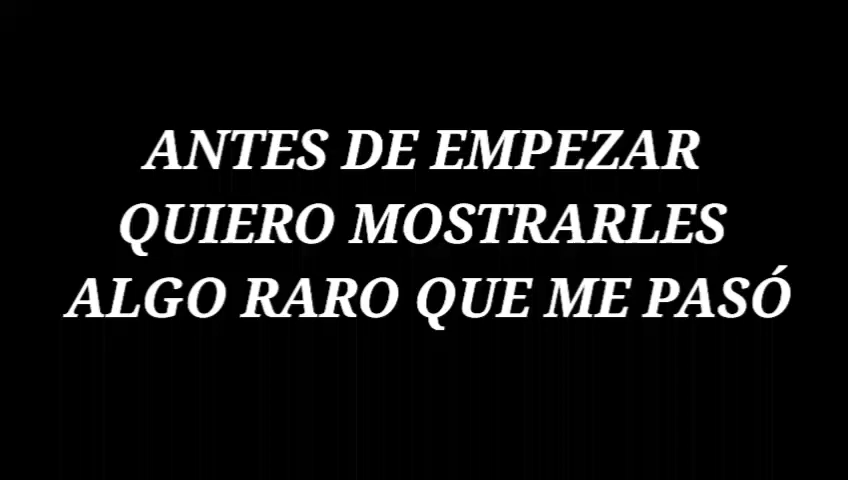 ANTES DE EMPEZAR
QUIERO MOSTRARLES
ALGO RARO QUE ME PASÓ